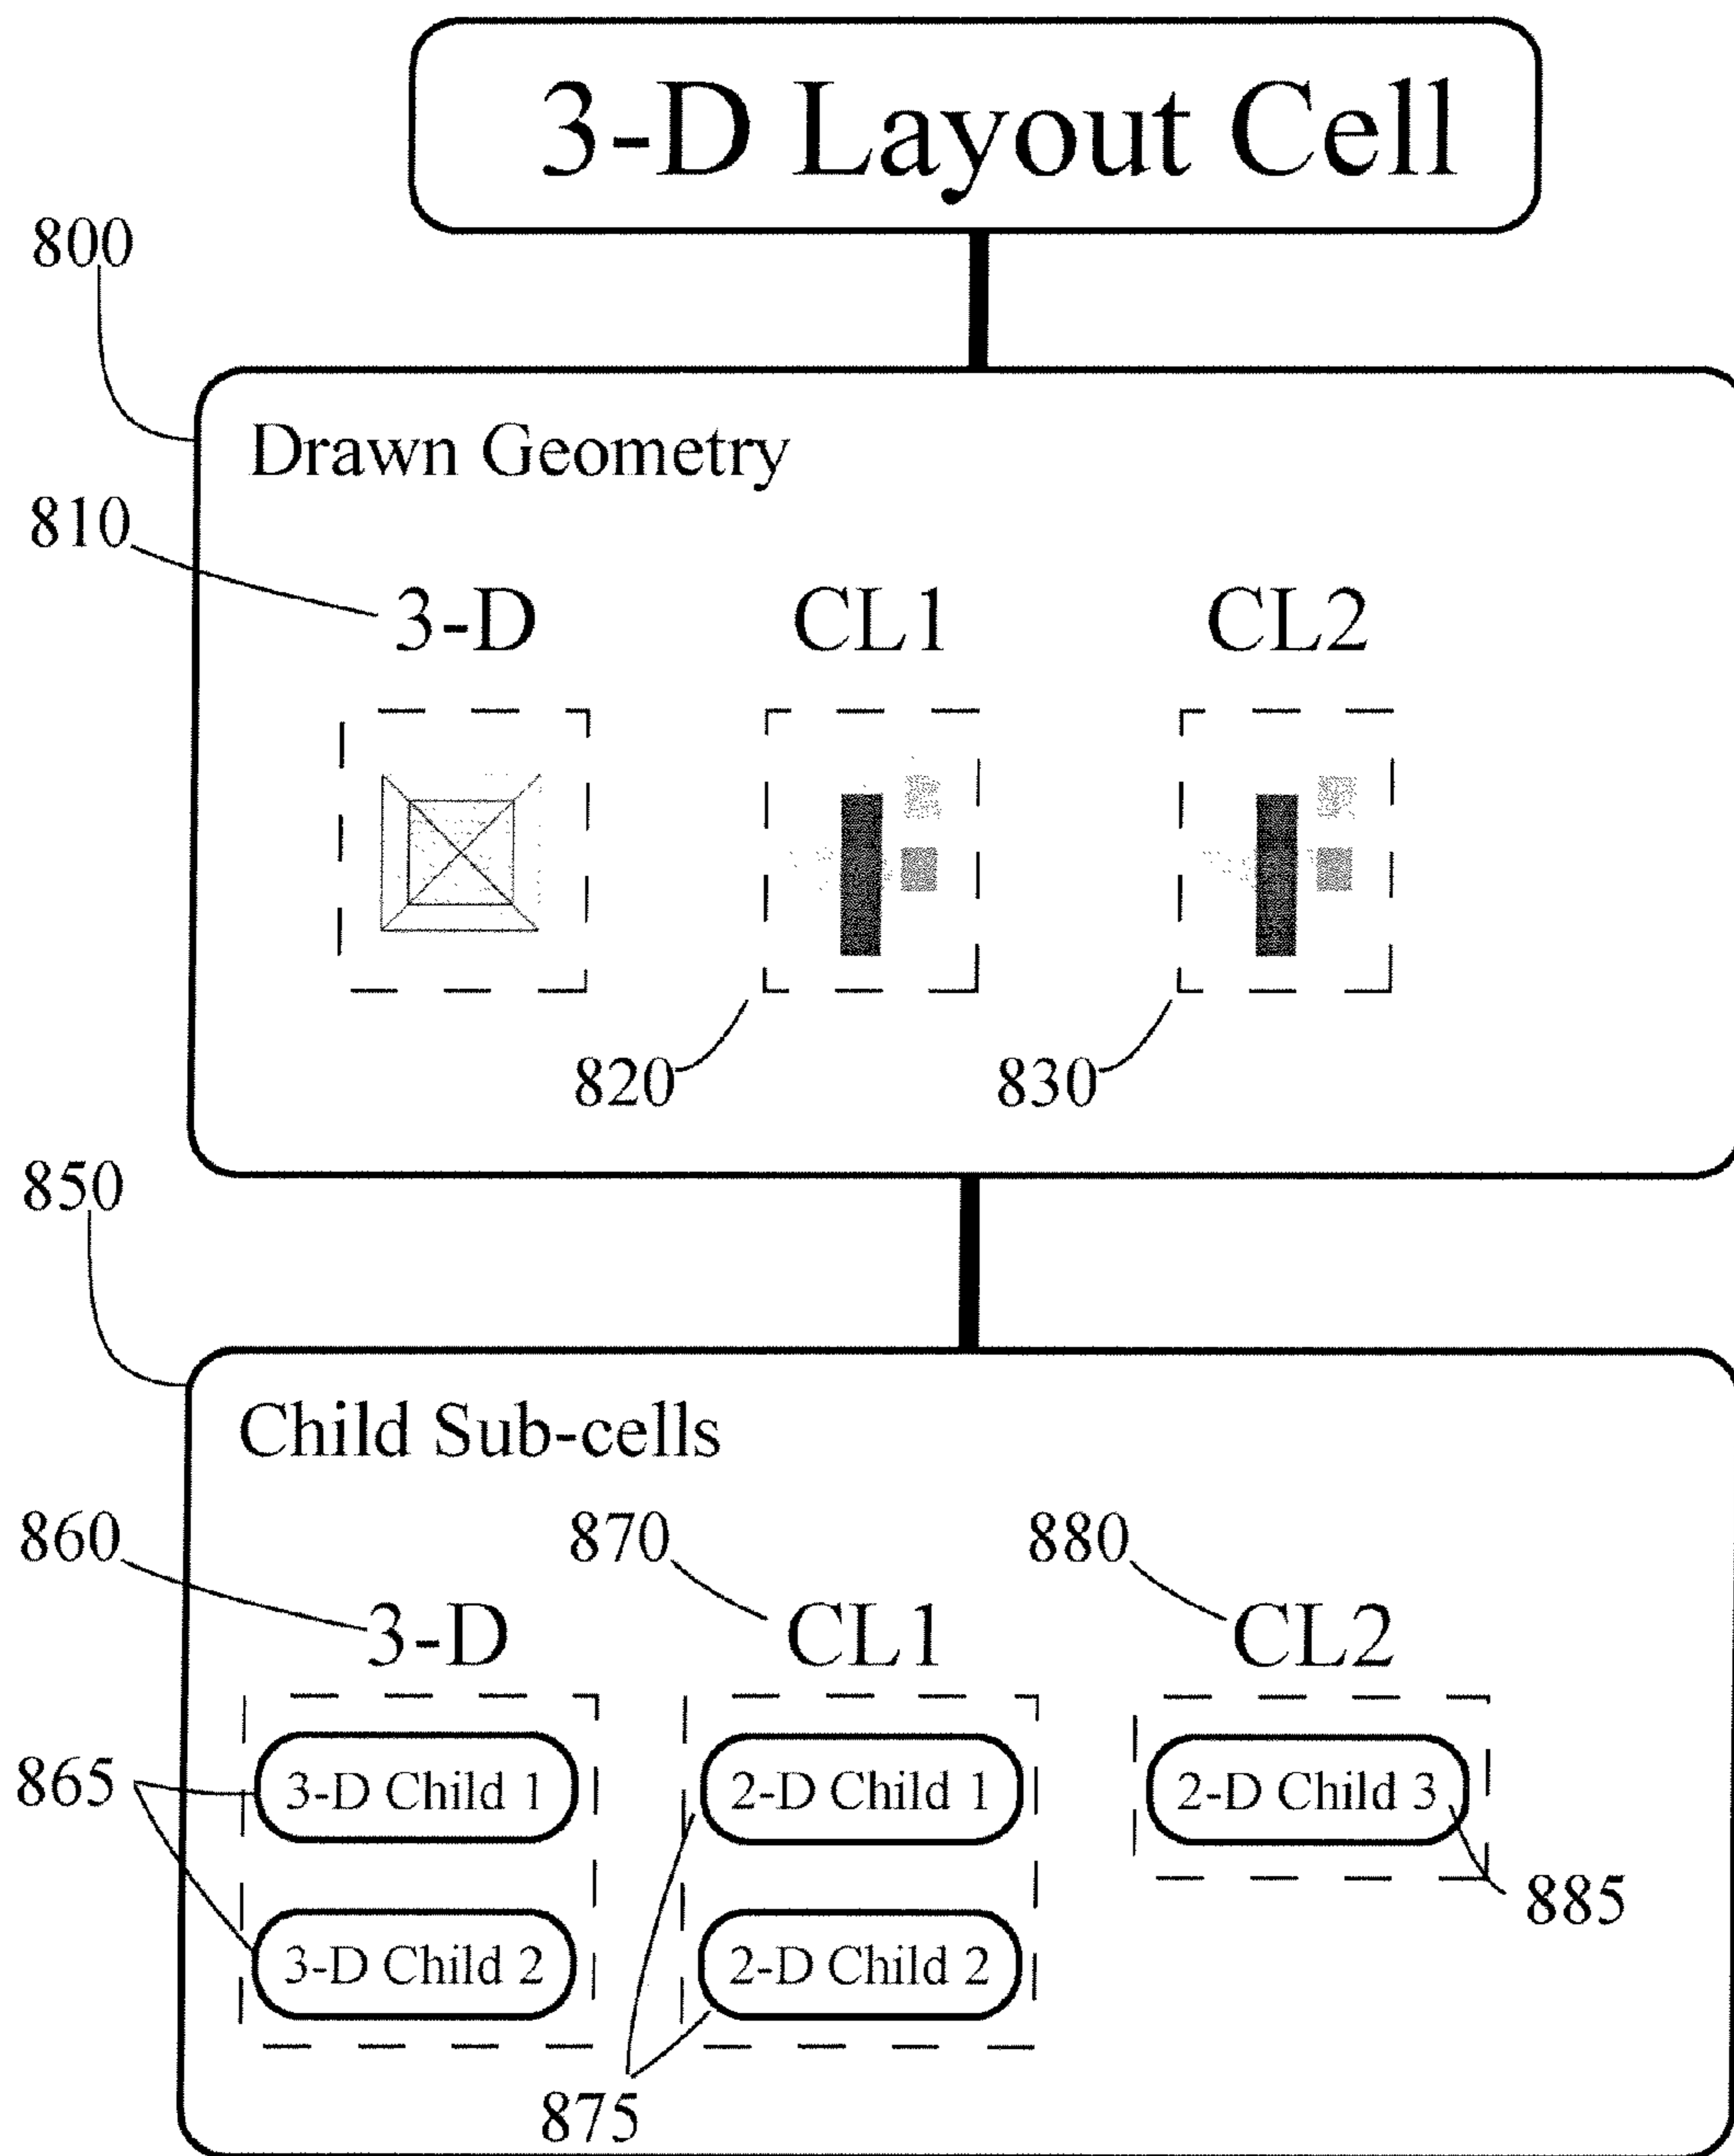 3-D Layout Cell
800
Drawn Geometry
810
3-D CL1 CL2
820 830
850
Child Sub-cells
860 870 880
3-D CL1 CL2
865 3-D Child 1 2-D Child 1 2-D Child 3
885
3-D Child 2 2-D Child 2
875